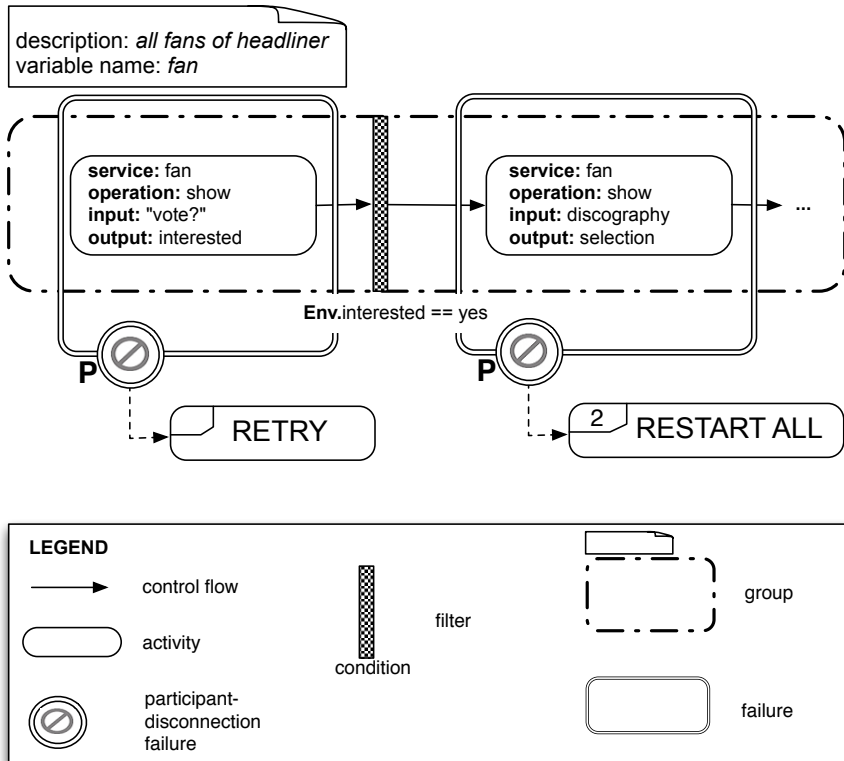 description: all fans of headliner
variable name: fan
service: fan
operation: show
input: "vote?"
output: interested
service: fan
operation: show
input: discography
output: selection
...
Env.interested == yes
P
P
RETRY
2
RESTART ALL
LEGEND
control flow
activity
participant-
disconnection
failure
filter
condition
group
failure